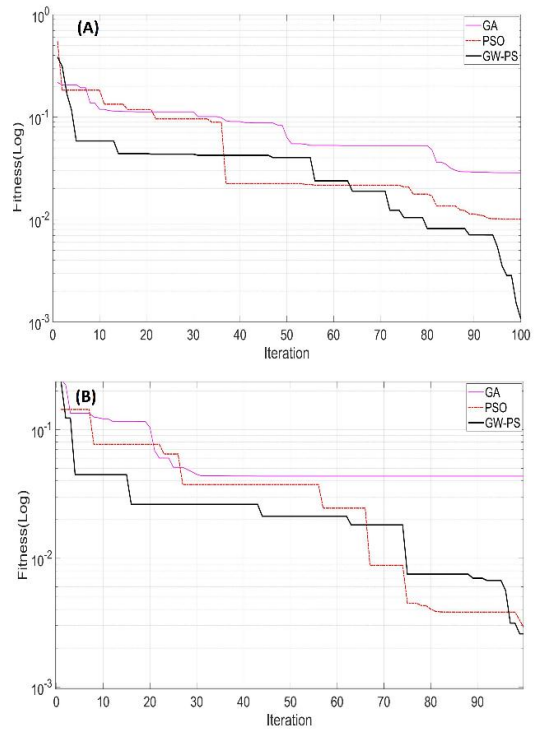 (A)
GA
PSO
GW-PS
Fitness(Log)
10^0
10^-1
10^-2
10^-3
0 10 20 30 40 50 60 70 80 90 100
Iteration
(B)
GA
PSO
GW-PS
Fitness(Log)
10^-1
10^-2
10^-3
0 10 20 30 40 50 60 70 80 90
Iteration